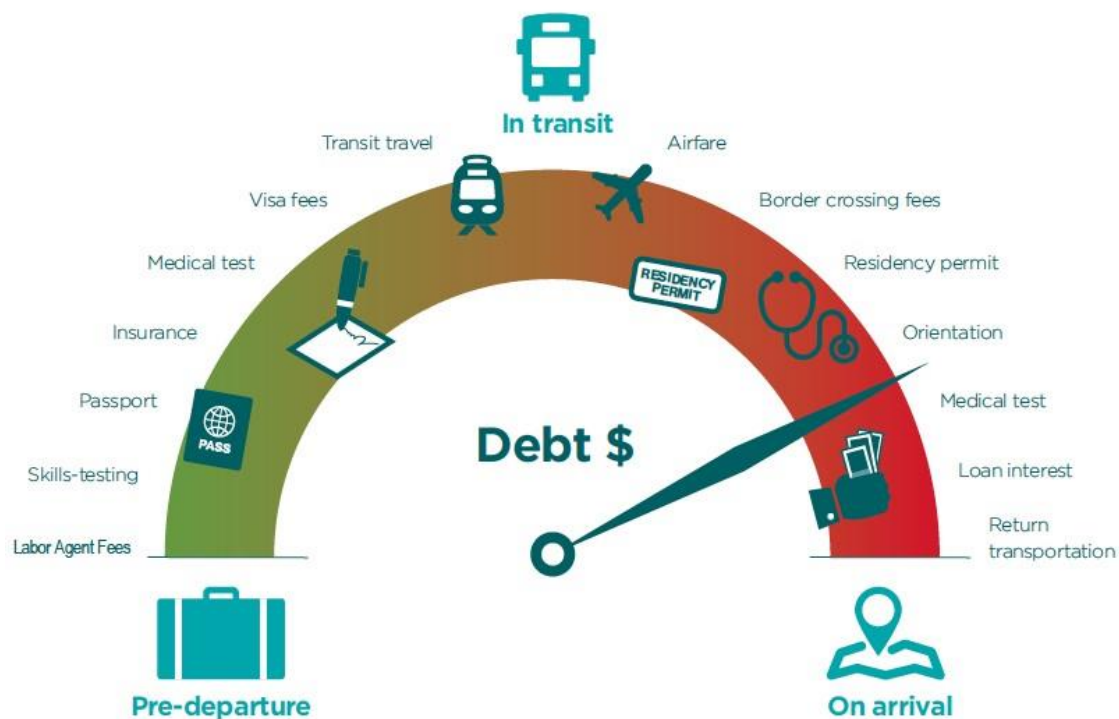 In transit
Transit travel
Airfare
Visa fees
Border crossing fees
Medical test
RESIDENCY
PERMIT
Residency permit
Insurance
Orientation
Passport
PASS
Debt $
Medical test
Skills-testing
Loan interest
Labor Agent Fees
Return
transportation
Pre-departure
On arrival